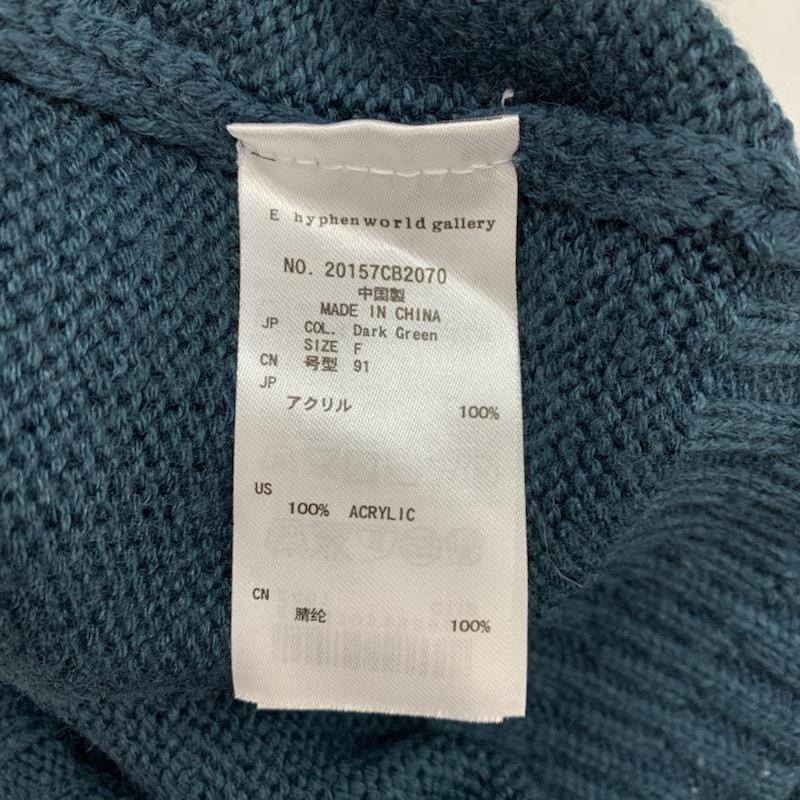 E hyphen world gallery
NO. 20157CB2070
中国製
MADE IN CHINA
JP COL. Dark Green
SIZE F
CN 号型 91
JP
アクリル 100%
US
100% ACRYLIC
CN
腈纶 100%